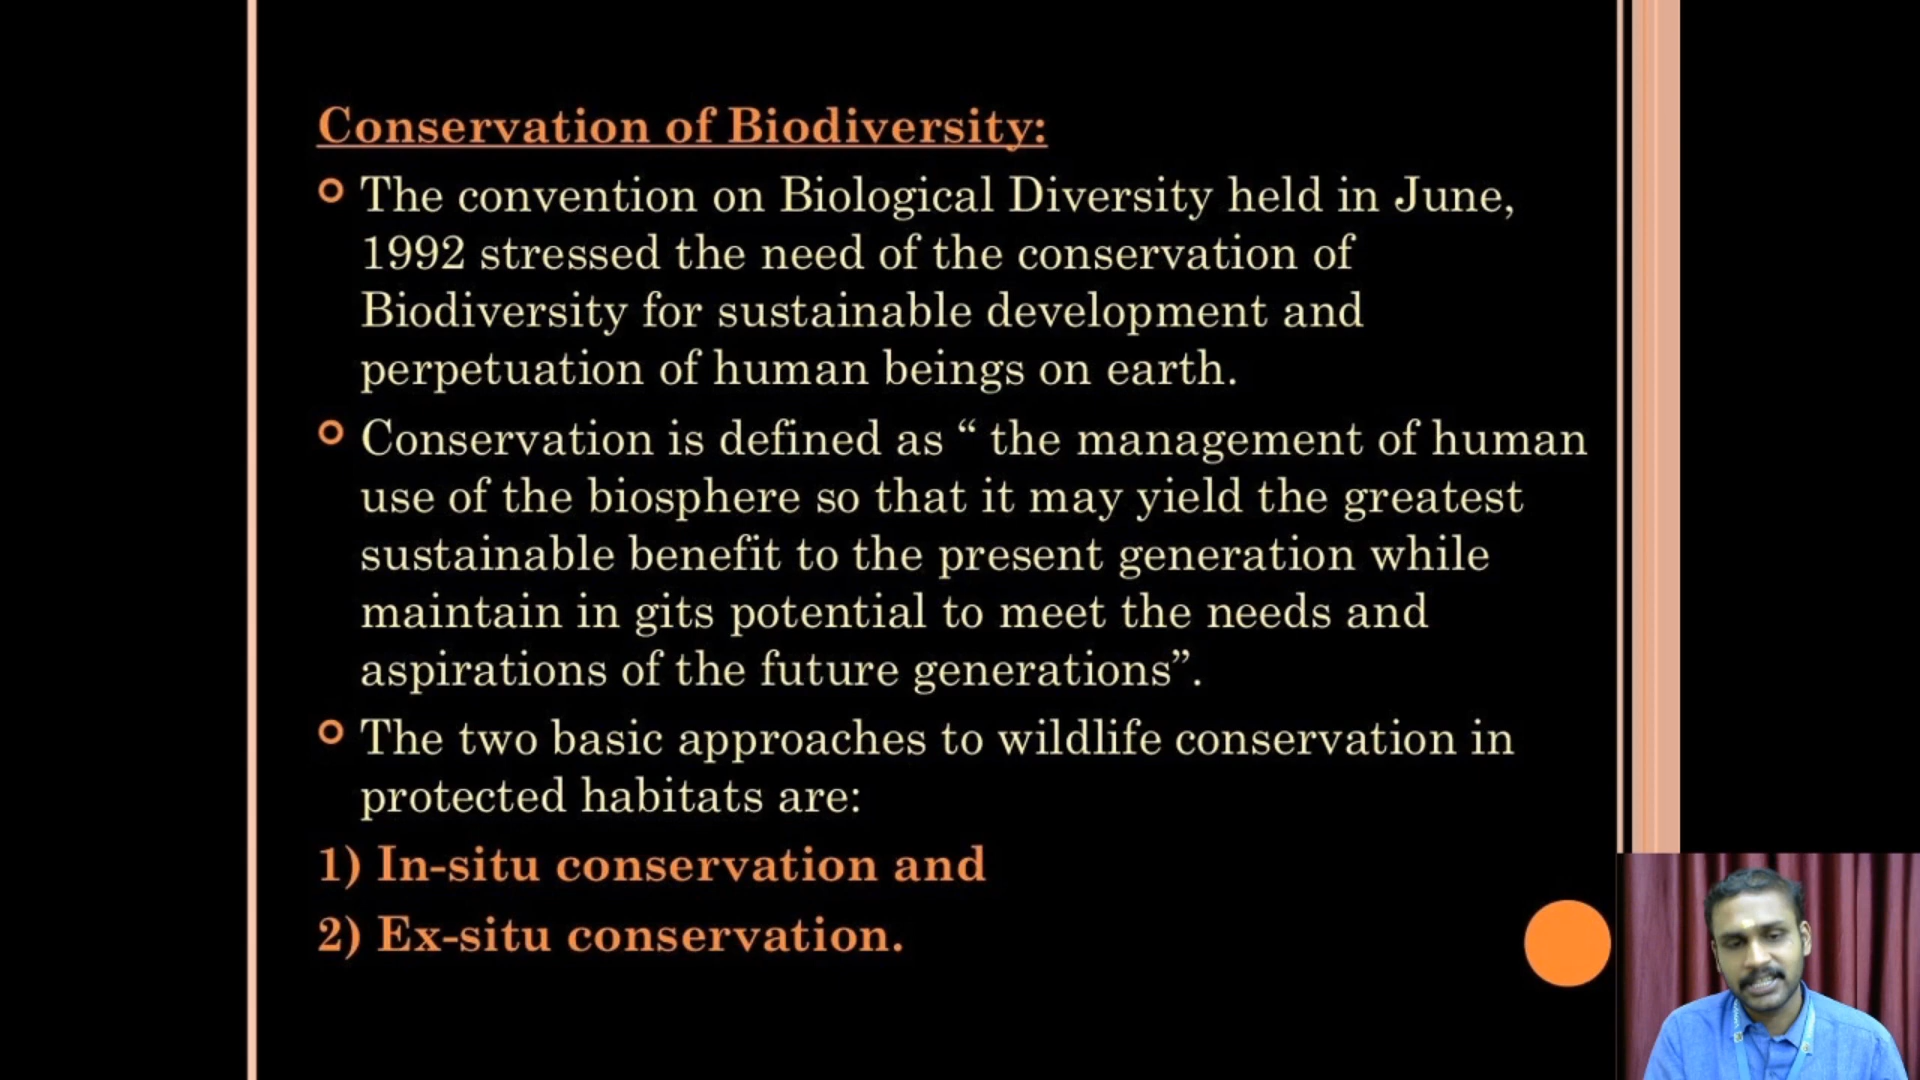 Conservation of Biodiversity:
The convention on Biological Diversity held in June,
1992 stressed the need of the conservation of
Biodiversity for sustainable development and
perpetuation of human beings on earth.
Conservation is defined as “ the management of human
use of the biosphere so that it may yield the greatest
sustainable benefit to the present generation while
maintain in gits potential to meet the needs and
aspirations of the future generations”.
The two basic approaches to wildlife conservation in
protected habitats are:
1) In-situ conservation and
2) Ex-situ conservation.